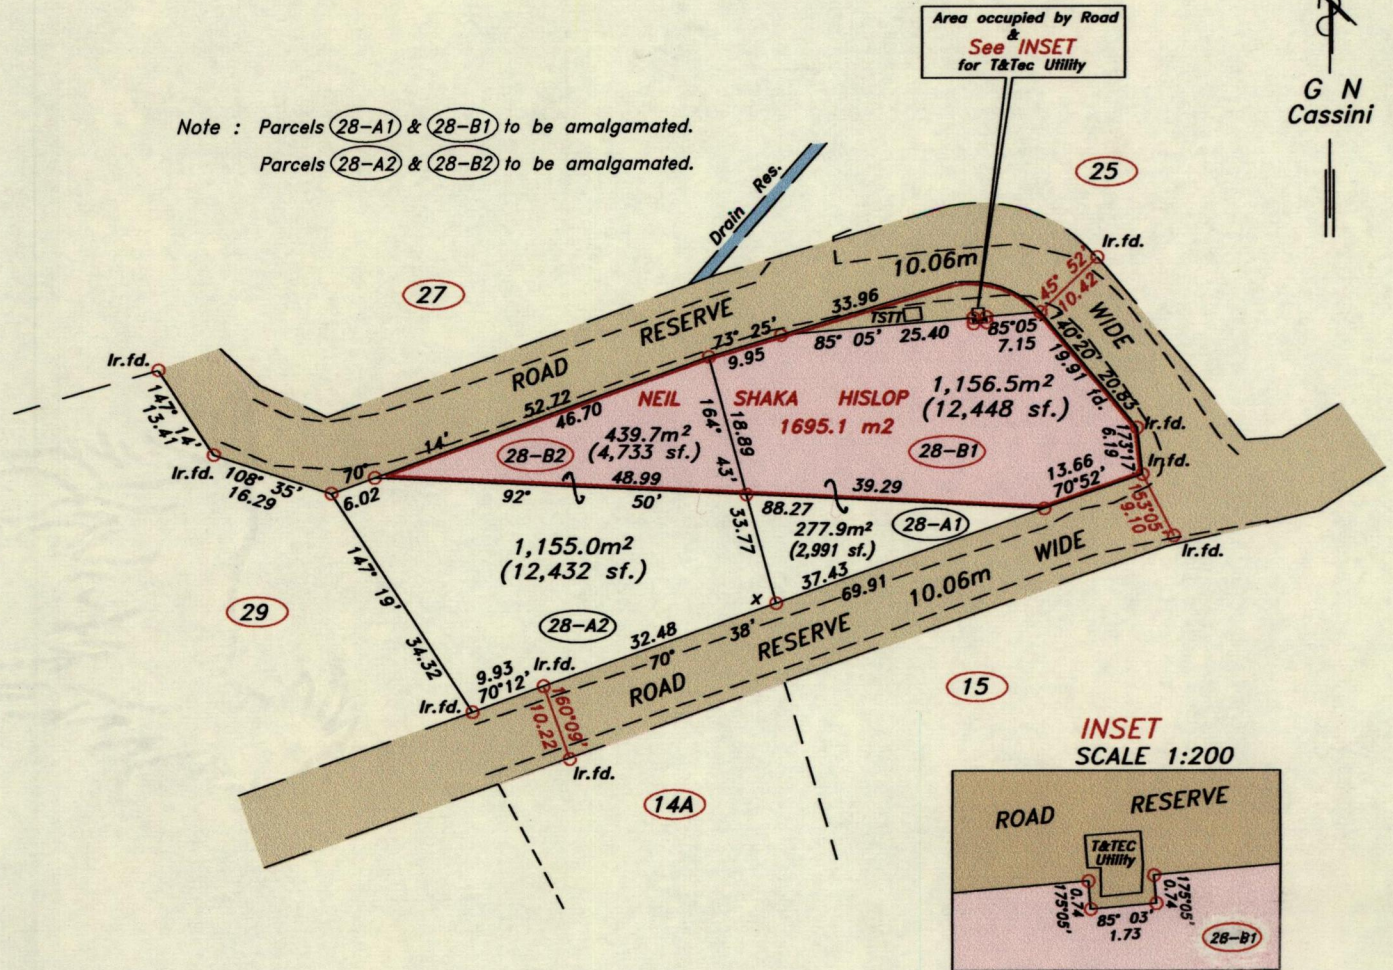 Area occupied by Road
&
See INSET
for T&Tec Utility
G N
Cassini
Note : Parcels 28-A1 & 28-B1 to be amalgamated.
Parcels 28-A2 & 28-B2 to be amalgamated.
25
Drain Res.
Ir.fd.
45° 52'
10.42
10.06m
WIDE
27
33.96
TSTT
ROAD RESERVE
73° 25'
9.95
85° 05' 25.40
85°05'
7.15
140°20' 20.83
19.91 fd.
Ir.fd.
147° 14'
13.41
52.72
46.70
NEIL SHAKA HISLOP
1695.1 m2
1,156.5m²
(12,448 sf.)
28-B1
439.7m²
(4,733 sf.)
28-B2
164° 43'
18.89
Ir.fd.
173°17'
6.19
Ir.fd.
Ir.fd.
108° 35'
16.29
70° 14'
6.02
48.99
92° 50'
88.27
39.29
13.66
70°52'
153°05'
9.10
Ir.fd.
33.77
277.9m²
(2,991 sf.)
28-A1
1,155.0m²
(12,432 sf.)
28-A2
147° 19'
34.32
29
x
37.43
69.91
10.06m
WIDE
32.48
70° 38'
ROAD RESERVE
9.93
70°12'
Ir.fd.
Ir.fd.
160°09'
10.22
Ir.fd.
15
14A
INSET
SCALE 1:200
ROAD RESERVE
T&TEC
Utility
175°05'
0.74
85° 03'
1.73
175°05'
0.74
28-B1